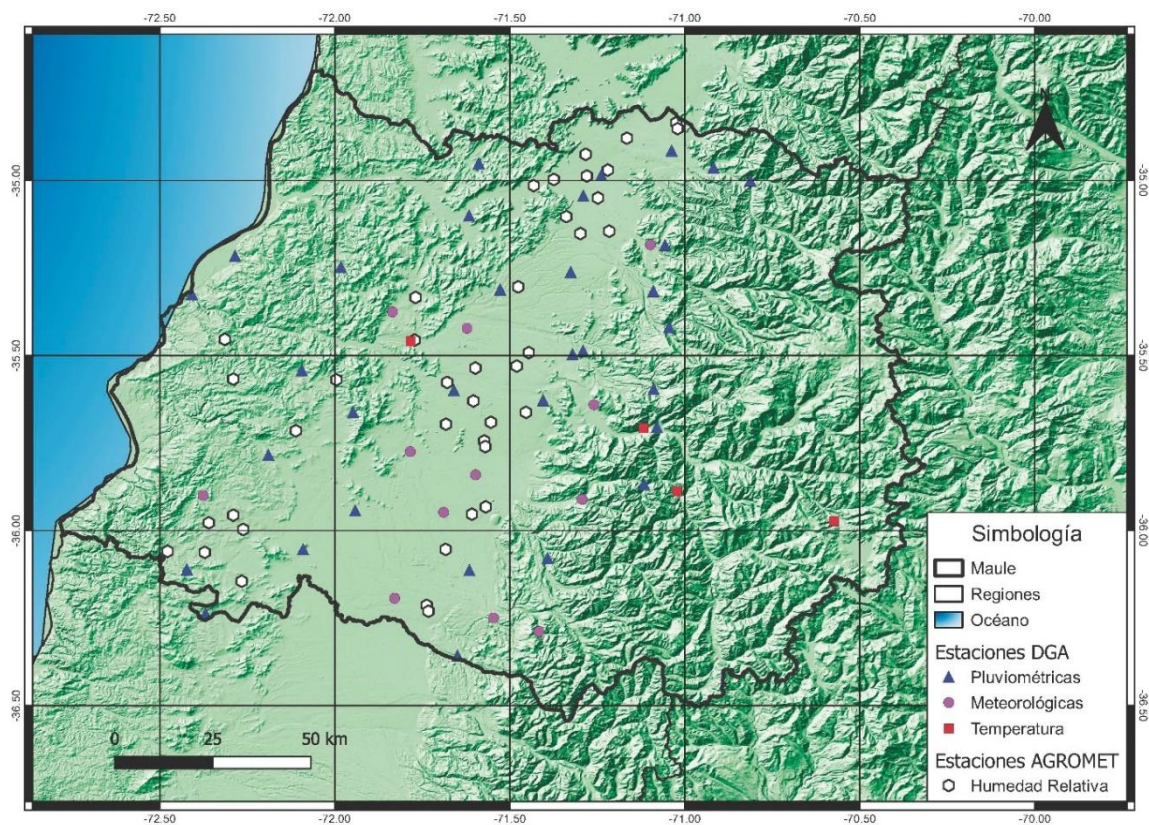 -72.50 -72.00 -71.50 -71.00 -70.50 -70.00
-35.00 -35.00
-35.50 -35.50
-36.00 -36.00
-36.50 -36.50
Simbología
Maule
Regiones
Océano
Estaciones DGA
Pluviométricas
Meteorológicas
Temperatura
Estaciones AGROMET
Humedad Relativa
0 25 50 km
-72.50 -72.00 -71.50 -71.00 -70.50 -70.00